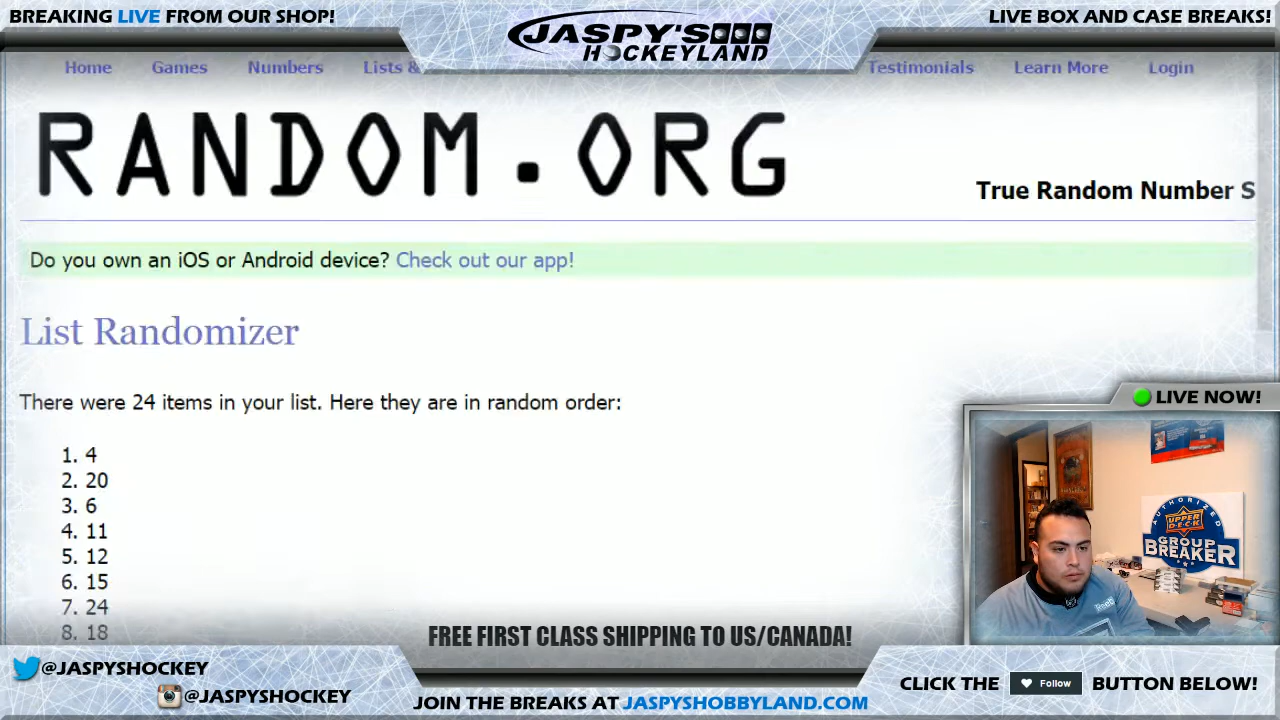 BREAKING LIVE FROM OUR SHOP!
JASPY'S
HOCKEYLAND
LIVE BOX AND CASE BREAKS!
Home Games Numbers Lists & Testimonials Learn More Login
RANDOM.ORG
True Random Number S
Do you own an iOS or Android device? Check out our app!
List Randomizer
There were 24 items in your list. Here they are in random order:
1. 4
2. 20
3. 6
4. 11
5. 12
6. 15
7. 24
8. 18
LIVE NOW!
AUTHORIZED
UPPER
DECK
GROUP
BREAKER
Reebok
FREE FIRST CLASS SHIPPING TO US/CANADA!
@JASPYSHOCKEY
@JASPYSHOCKEY
JOIN THE BREAKS AT JASPYSHOBBYLAND.COM
CLICK THE Follow BUTTON BELOW!